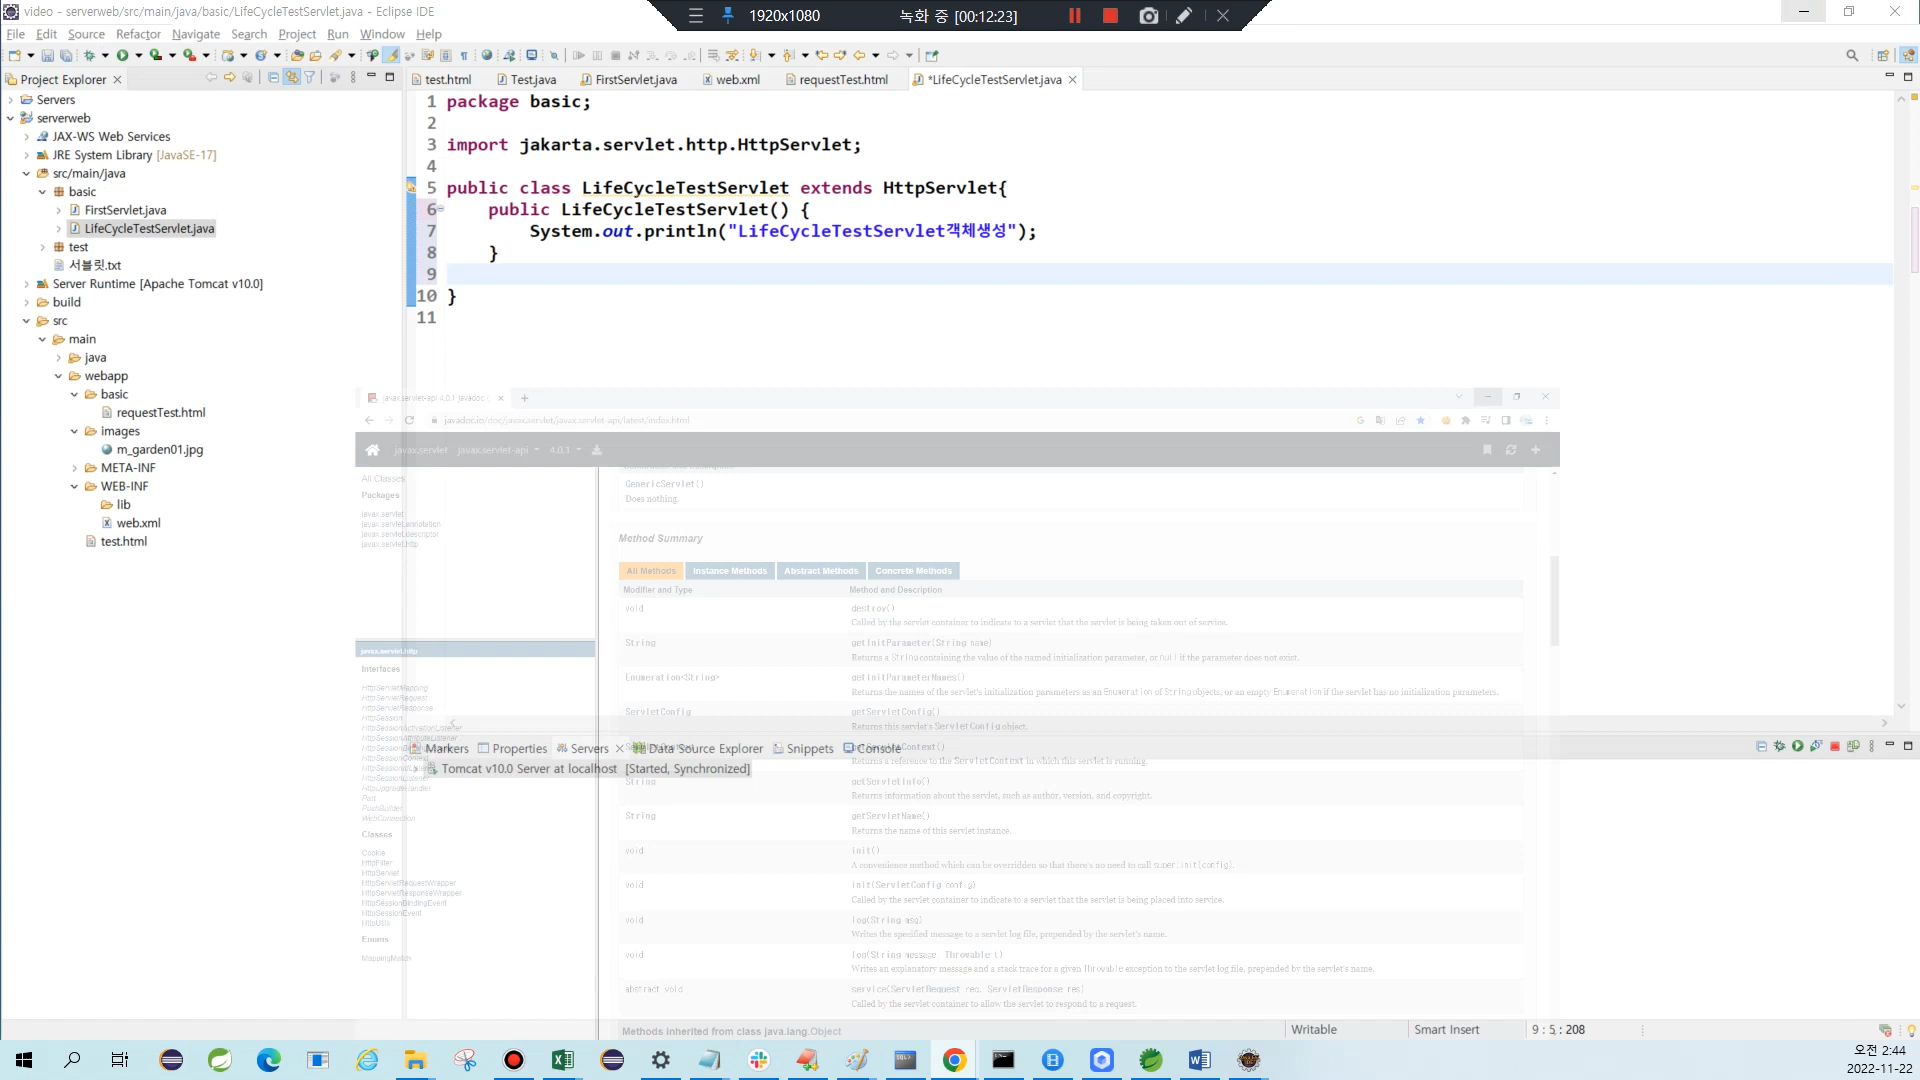 video - serverweb/src/main/java/basic/LifeCycleTestServlet.java - Eclipse IDE
1920x1080
녹화 중 [00:12:23]
File Edit Source Refactor Navigate Search Project Run Window Help
Project Explorer
test.html
Test.java
FirstServlet.java
web.xml
requestTest.html
*LifeCycleTestServlet.java
Servers
serverweb
JAX-WS Web Services
JRE System Library [JavaSE-17]
src/main/java
basic
FirstServlet.java
LifeCycleTestServlet.java
test
서블릿.txt
Server Runtime [Apache Tomcat v10.0]
build
src
main
java
webapp
basic
requestTest.html
images
m_garden01.jpg
META-INF
WEB-INF
lib
web.xml
test.html
1 package basic;
2
3 import jakarta.servlet.http.HttpServlet;
4
5 public class LifeCycleTestServlet extends HttpServlet{
6 public LifeCycleTestServlet() {
7 System.out.println("LifeCycleTestServlet객체생성");
8 }
9
10 }
11
javax.servlet-api 4.0.1 javadoc
javadoc.io/doc/javax.servlet/javax.servlet-api/latest/index.html
javax.servlet javax.servlet-api 4.0.1
All Classes
Packages
javax.servlet
javax.servlet.annotation
javax.servlet.descriptor
javax.servlet.http
javax.servlet.http
Interfaces
HttpServletMapping
HttpServletRequest
HttpServletResponse
HttpSession
HttpSessionActivationListener
HttpSessionAttributeListener
HttpUpgradeHandler
Part
PushBuilder
WebConnection
Classes
Cookie
HttpFilter
HttpServlet
HttpServletRequestWrapper
HttpServletResponseWrapper
HttpSessionBindingEvent
HttpSessionEvent
HttpUtils
Enums
MappingMatch
GenericServlet()
Does nothing.
Method Summary
All Methods Instance Methods Abstract Methods Concrete Methods
Modifier and Type Method and Description
void destroy()
Called by the servlet container to indicate to a servlet that the servlet is being taken out of service.
String getInitParameter(String name)
Returns a String containing the value of the named initialization parameter, or null if the parameter does not exist.
Enumeration<String> getInitParameterNames()
Returns the names of the servlet's initialization parameters as an Enumeration of String objects, or an empty Enumeration if the servlet has no initialization parameters.
ServletConfig getServletConfig()
Returns this servlet's ServletConfig object.
Markers Properties Servers Data Source Explorer Snippets Console
getServletContext()
Returns a reference to the ServletContext in which this servlet is running.
Tomcat v10.0 Server at localhost [Started, Synchronized]
String getServletInfo()
Returns information about the servlet, such as author, version, and copyright.
String getServletName()
Returns the name of this servlet instance.
void init()
A convenience method which can be overridden so that there's no need to call super.init(config).
void init(ServletConfig config)
Called by the servlet container to indicate to a servlet that the servlet is being placed into service.
void log(String msg)
Writes the specified message to a servlet log file, prepended by the servlet's name.
void log(String message, Throwable t)
Writes an explanatory message and a stack trace for a given Throwable exception to the servlet log file, prepended by the servlet's name.
abstract void service(ServletRequest req, ServletResponse res)
Called by the servlet container to allow the servlet to respond to a request.
Methods inherited from class java.lang.Object
Writable
Smart Insert
9 : 5 : 208
오전 2:44
2022-11-22